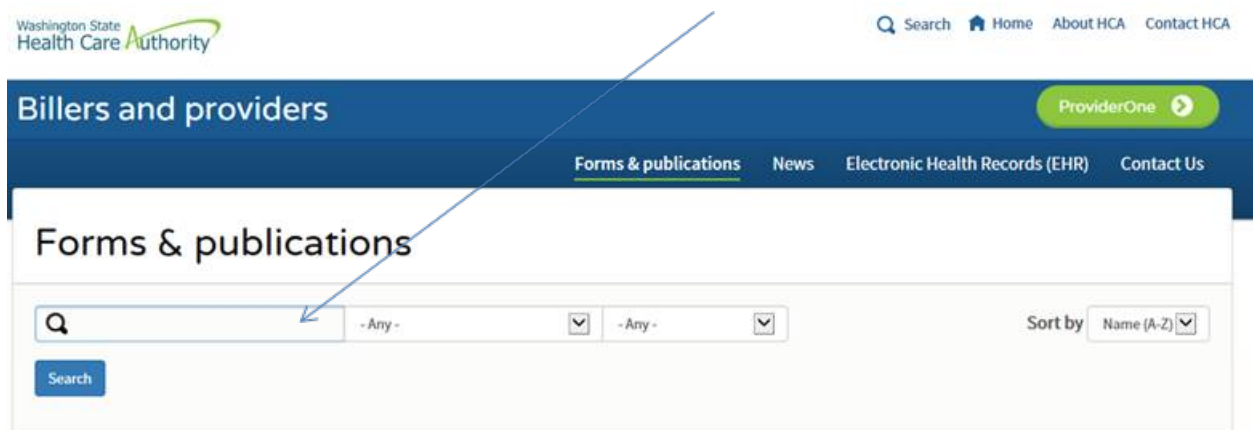 Washington State
Health Care Authority
Search Home About HCA Contact HCA
Billers and providers
ProviderOne
Forms & publications News Electronic Health Records (EHR) Contact Us
Forms & publications
- Any - - Any - Sort by Name (A-Z)
Search